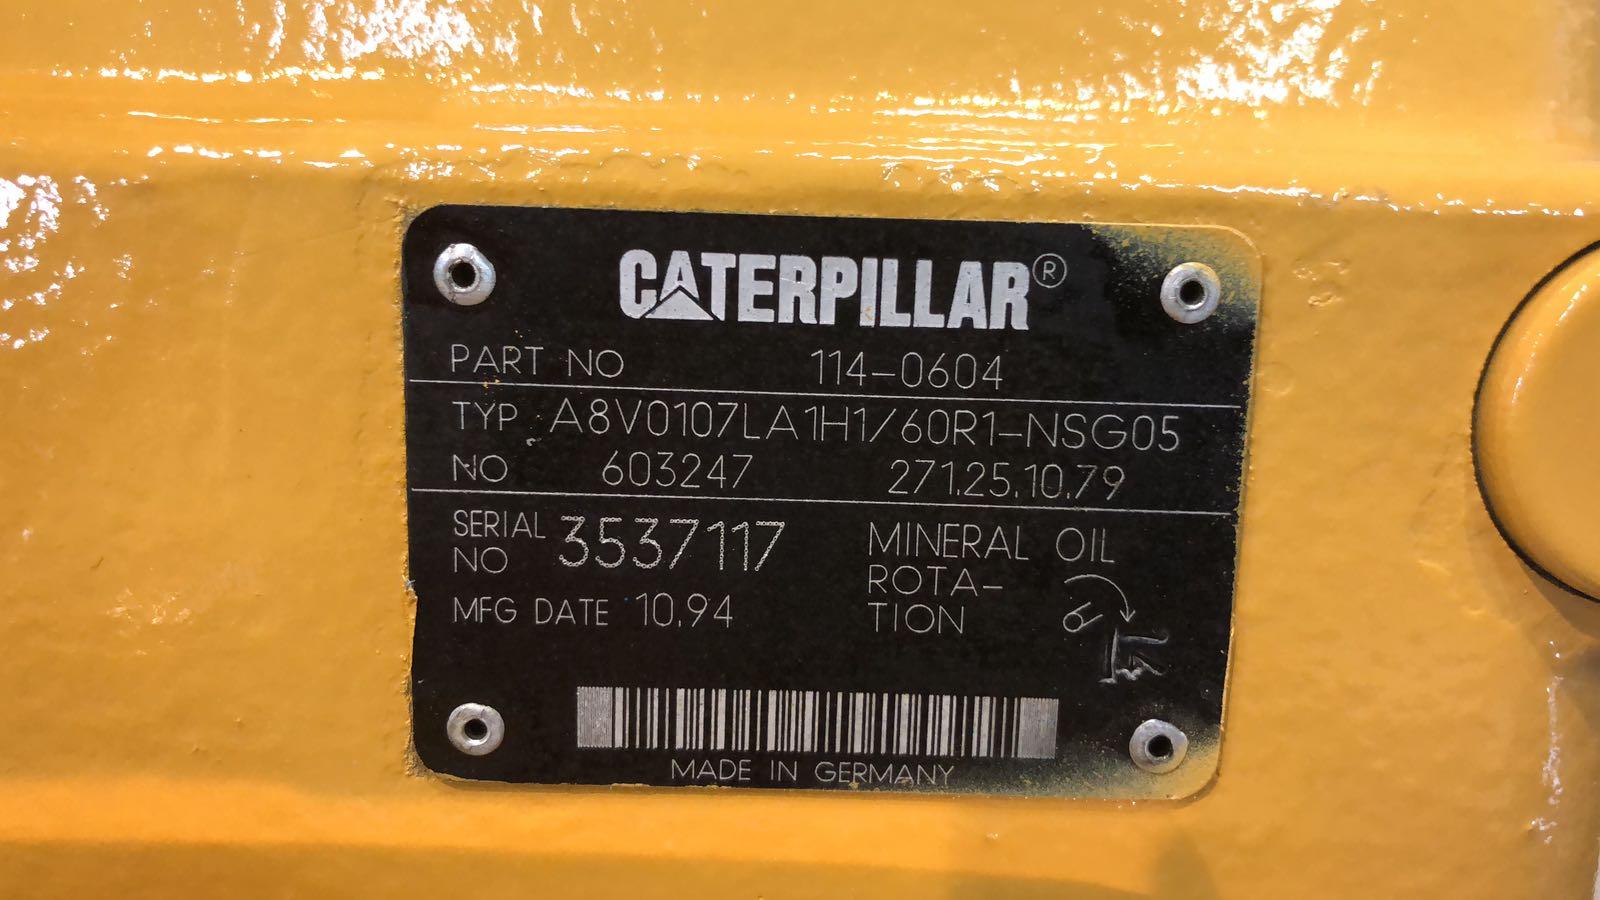 CATERPILLAR®
PART NO 114-0604
TYP A8V0107LA1H1/60R1-NSG05
NO 603247 271.25.10.79
SERIAL NO 3537117 MINERAL OIL
MFG DATE 10.94 ROTA-
TION
MADE IN GERMANY